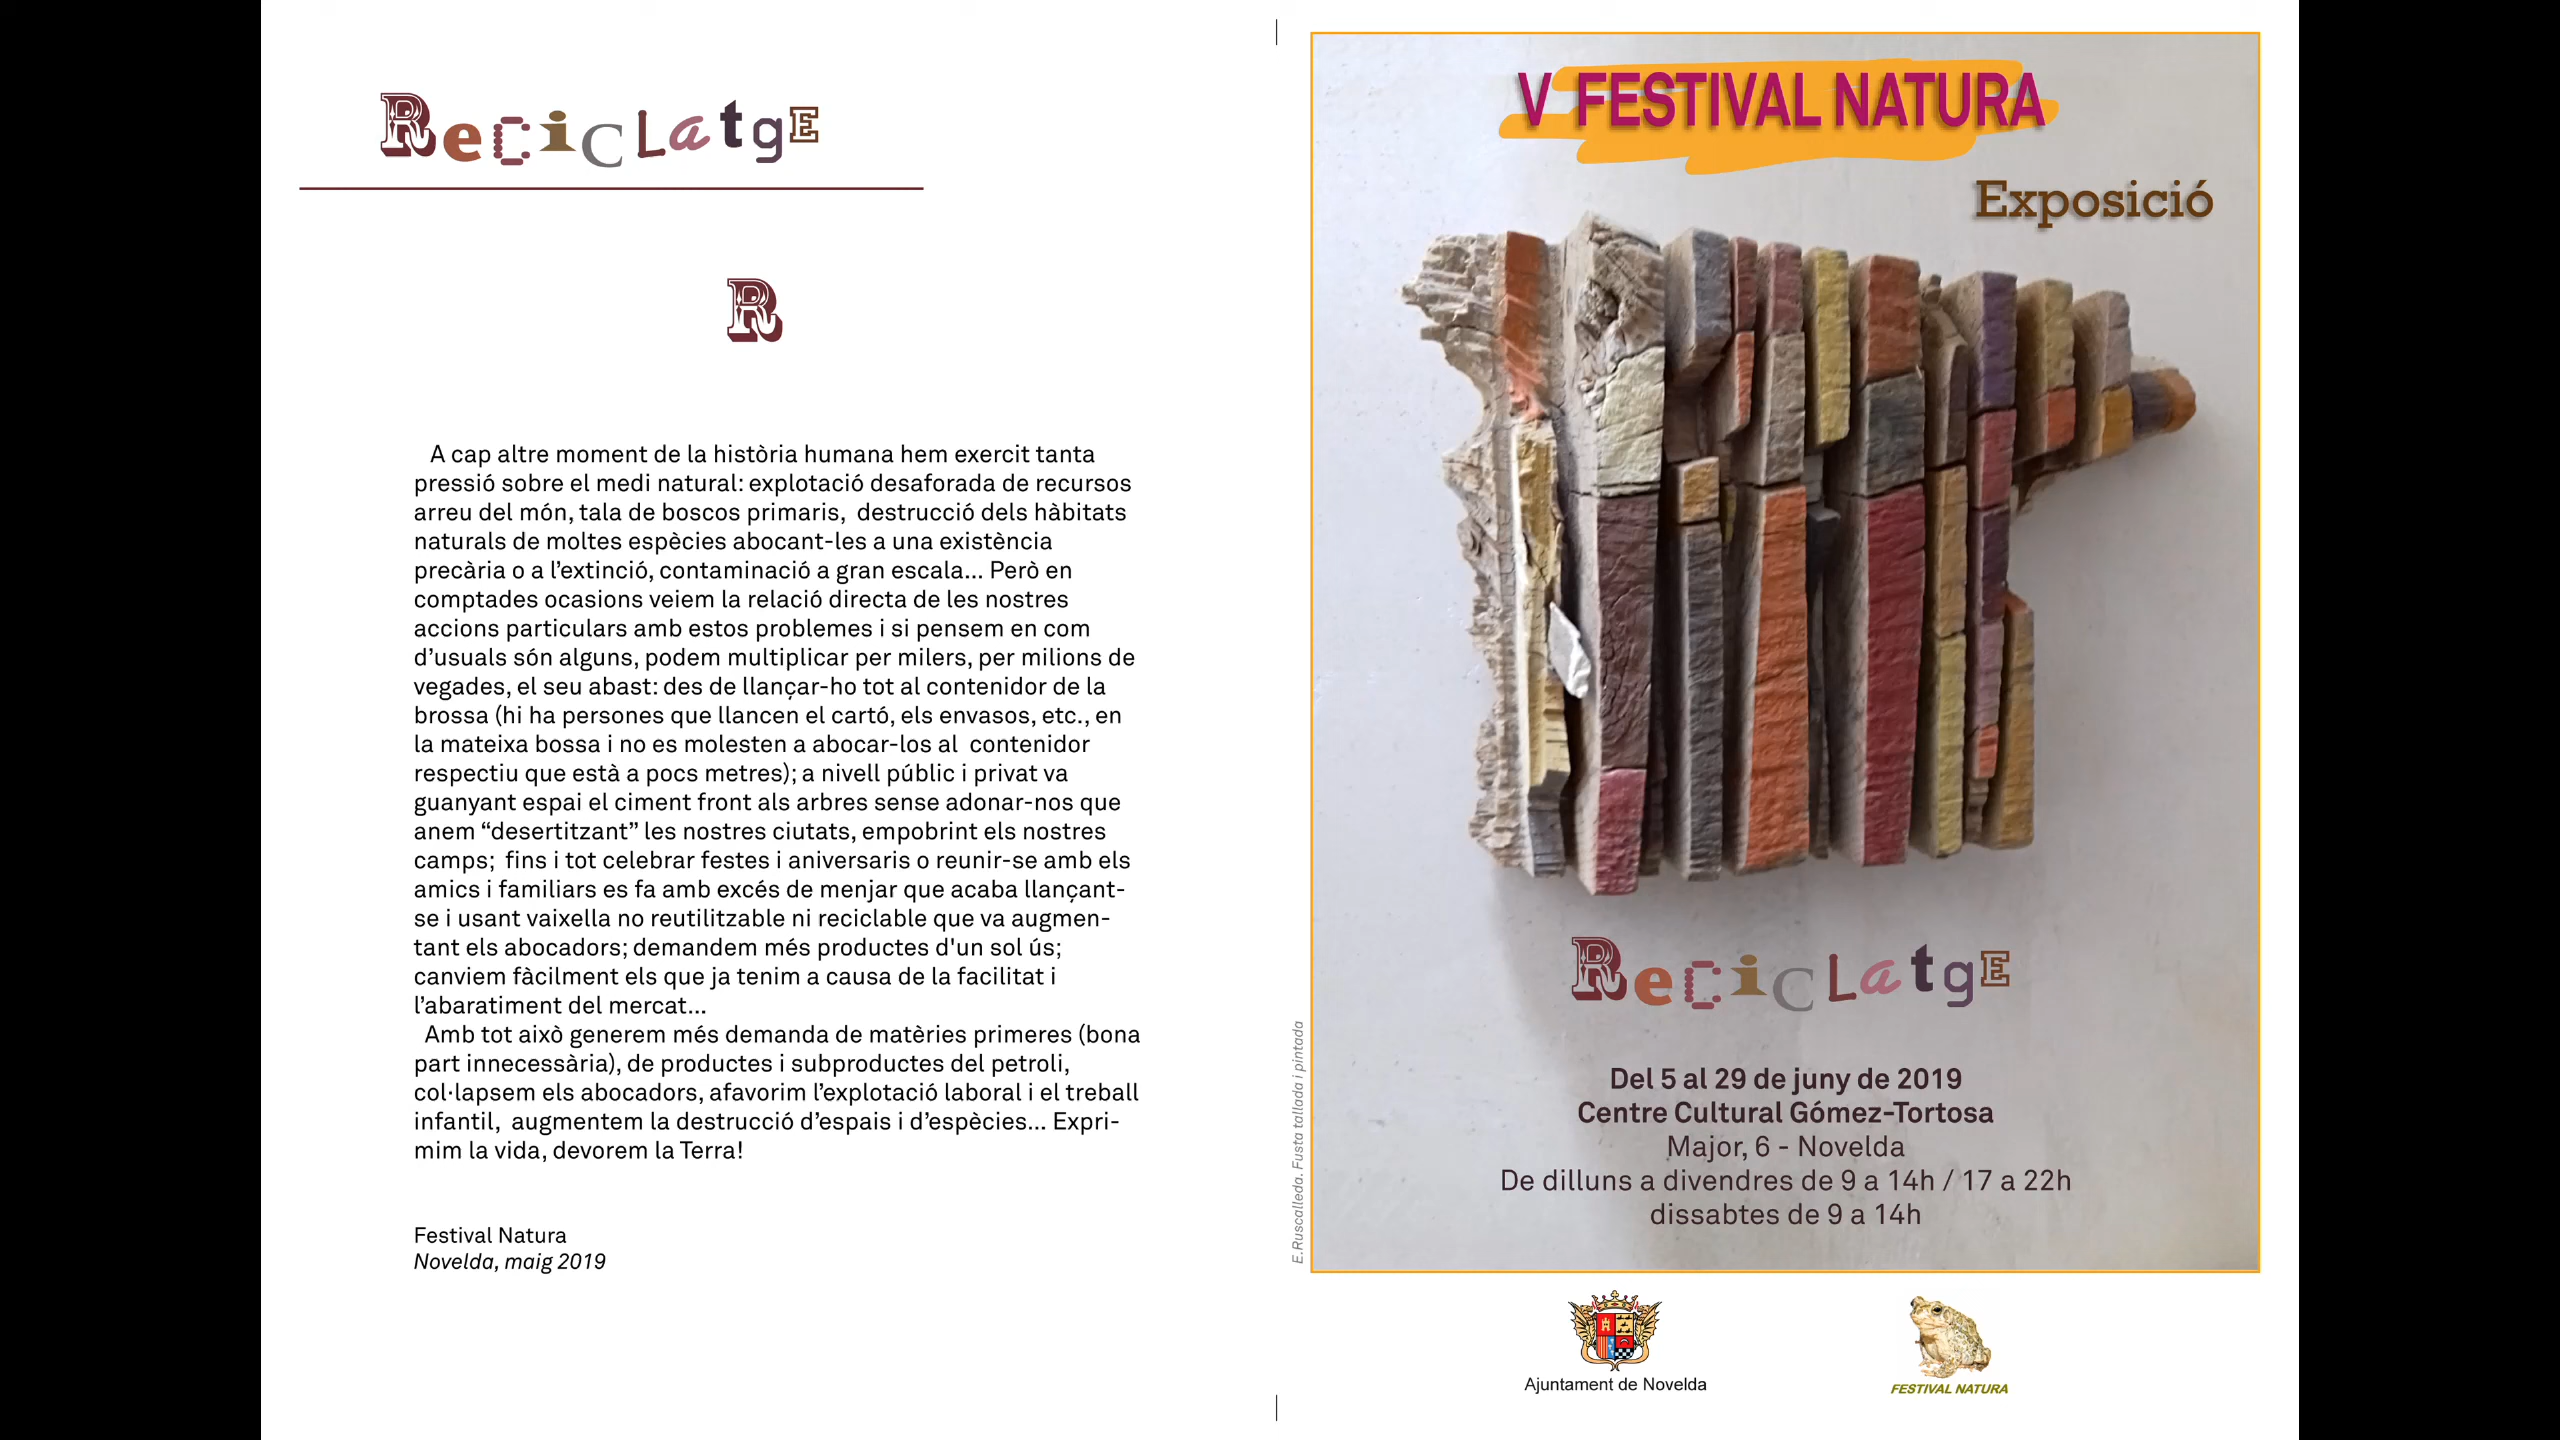 ReciclatgE
R
A cap altre moment de la història humana hem exercit tanta
pressió sobre el medi natural: explotació desaforada de recursos
arreu del món, tala de boscos primaris,  destrucció dels hàbitats
naturals de moltes espècies abocant-les a una existència
precària o a l’extinció, contaminació a gran escala... Però en
comptades ocasions veiem la relació directa de les nostres
accions particulars amb estos problemes i si pensem en com
d’usuals són alguns, podem multiplicar per milers, per milions de
vegades, el seu abast: des de llançar-ho tot al contenidor de la
brossa (hi ha persones que llancen el cartó, els envasos, etc., en
la mateixa bossa i no es molesten a abocar-los al  contenidor
respectiu que està a pocs metres); a nivell públic i privat va
guanyant espai el ciment front als arbres sense adonar-nos que
anem “desertitzant” les nostres ciutats, empobrint els nostres
camps;  fins i tot celebrar festes i aniversaris o reunir-se amb els
amics i familiars es fa amb excés de menjar que acaba llançant-
se i usant vaixella no reutilitzable ni reciclable que va augmen-
tant els abocadors; demandem més productes d'un sol ús;
canviem fàcilment els que ja tenim a causa de la facilitat i
l’abaratiment del mercat...
Amb tot això generem més demanda de matèries primeres (bona
part innecessària), de productes i subproductes del petroli,
col·lapsem els abocadors, afavorim l’explotació laboral i el treball
infantil,  augmentem la destrucció d’espais i d’espècies... Expri-
mim la vida, devorem la Terra!
Festival Natura
Novelda, maig 2019
V FESTIVAL NATURA
Exposició
ReciclatgE
Del 5 al 29 de juny de 2019
Centre Cultural Gómez-Tortosa
Major, 6 - Novelda
De dilluns a divendres de 9 a 14h / 17 a 22h
dissabtes de 9 a 14h
E.Ruscalleda. Fusta tallada i pintada
Ajuntament de Novelda
FESTIVAL NATURA